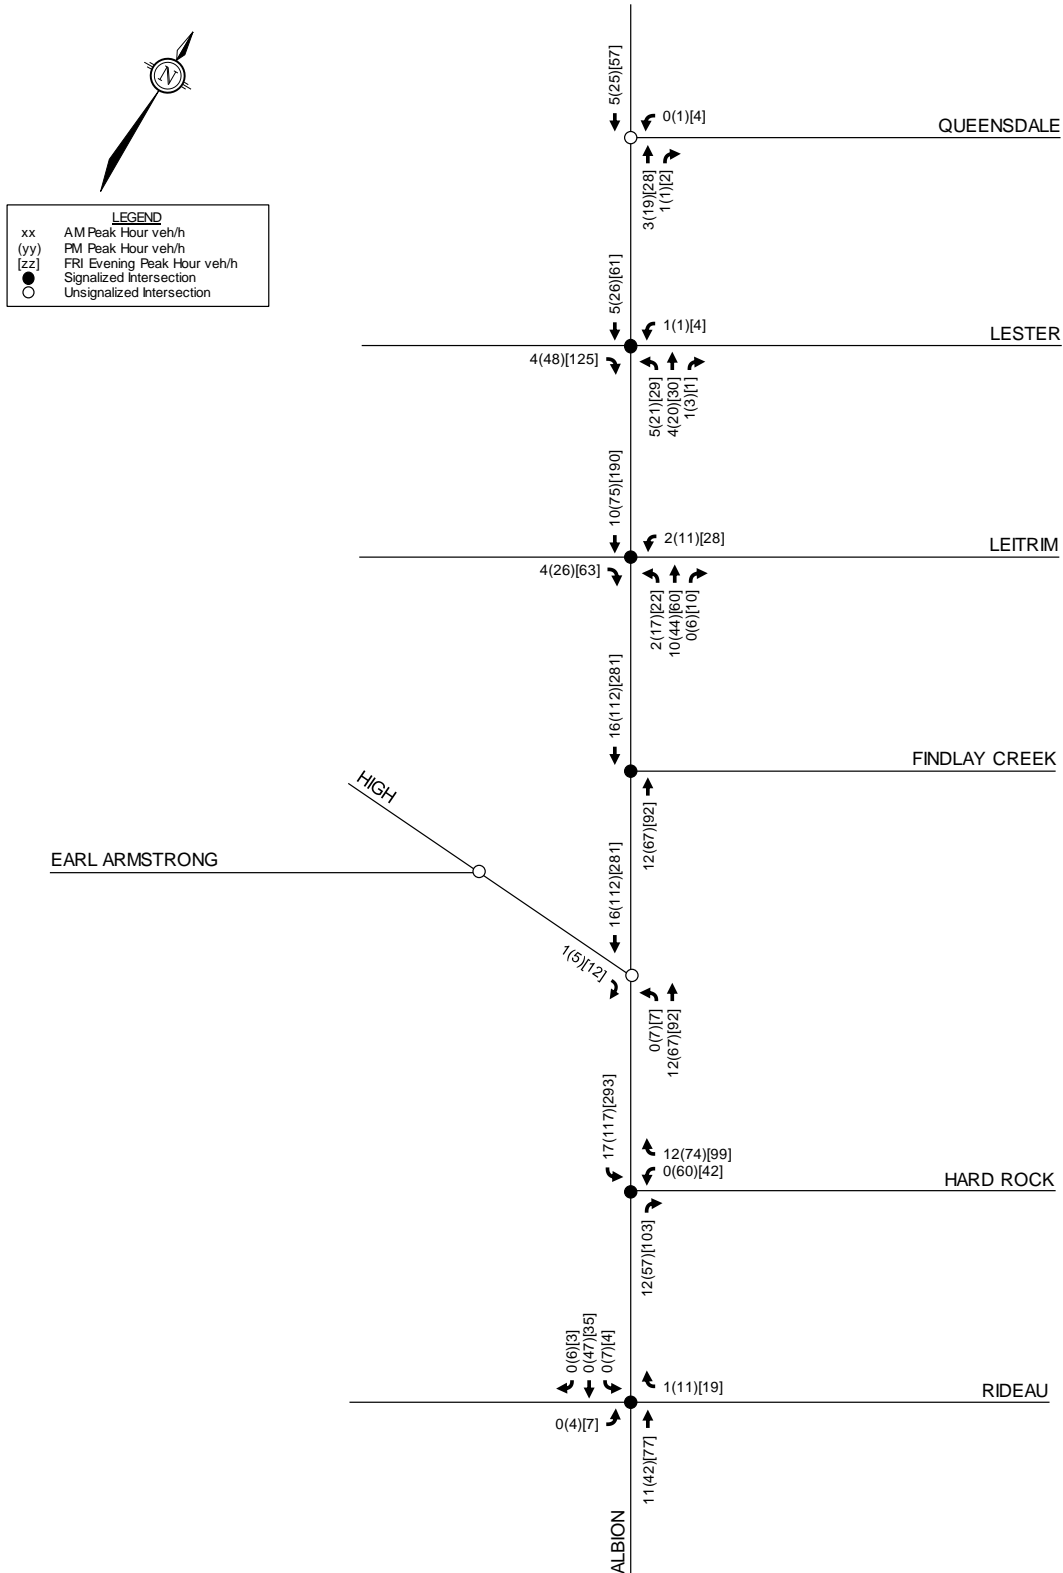 N
LEGEND
xx AM Peak Hour veh/h
(yy) PM Peak Hour veh/h
[zz] FRI Evening Peak Hour veh/h
Signalized Intersection
Unsignalized Intersection
5(25)[57]
0(1)[4]
QUEENSDALE
3(19)[28]
1(1)[2]
5(26)[61]
1(1)[4]
LESTER
4(48)[125]
5(21)[29]
4(20)[30]
1(3)[1]
10(75)[190]
2(11)[28]
LEITRIM
4(26)[63]
2(17)[22]
10(44)[60]
0(6)[10]
16(112)[281]
FINDLAY CREEK
12(67)[92]
HIGH
EARL ARMSTRONG
16(112)[281]
1(5)[12]
0(7)[7]
12(67)[92]
17(117)[293]
12(74)[99]
0(60)[42]
HARD ROCK
12(57)[103]
0(6)[3]
0(47)[35]
0(7)[4]
1(11)[19]
RIDEAU
0(4)[7]
11(42)[77]
ALBION